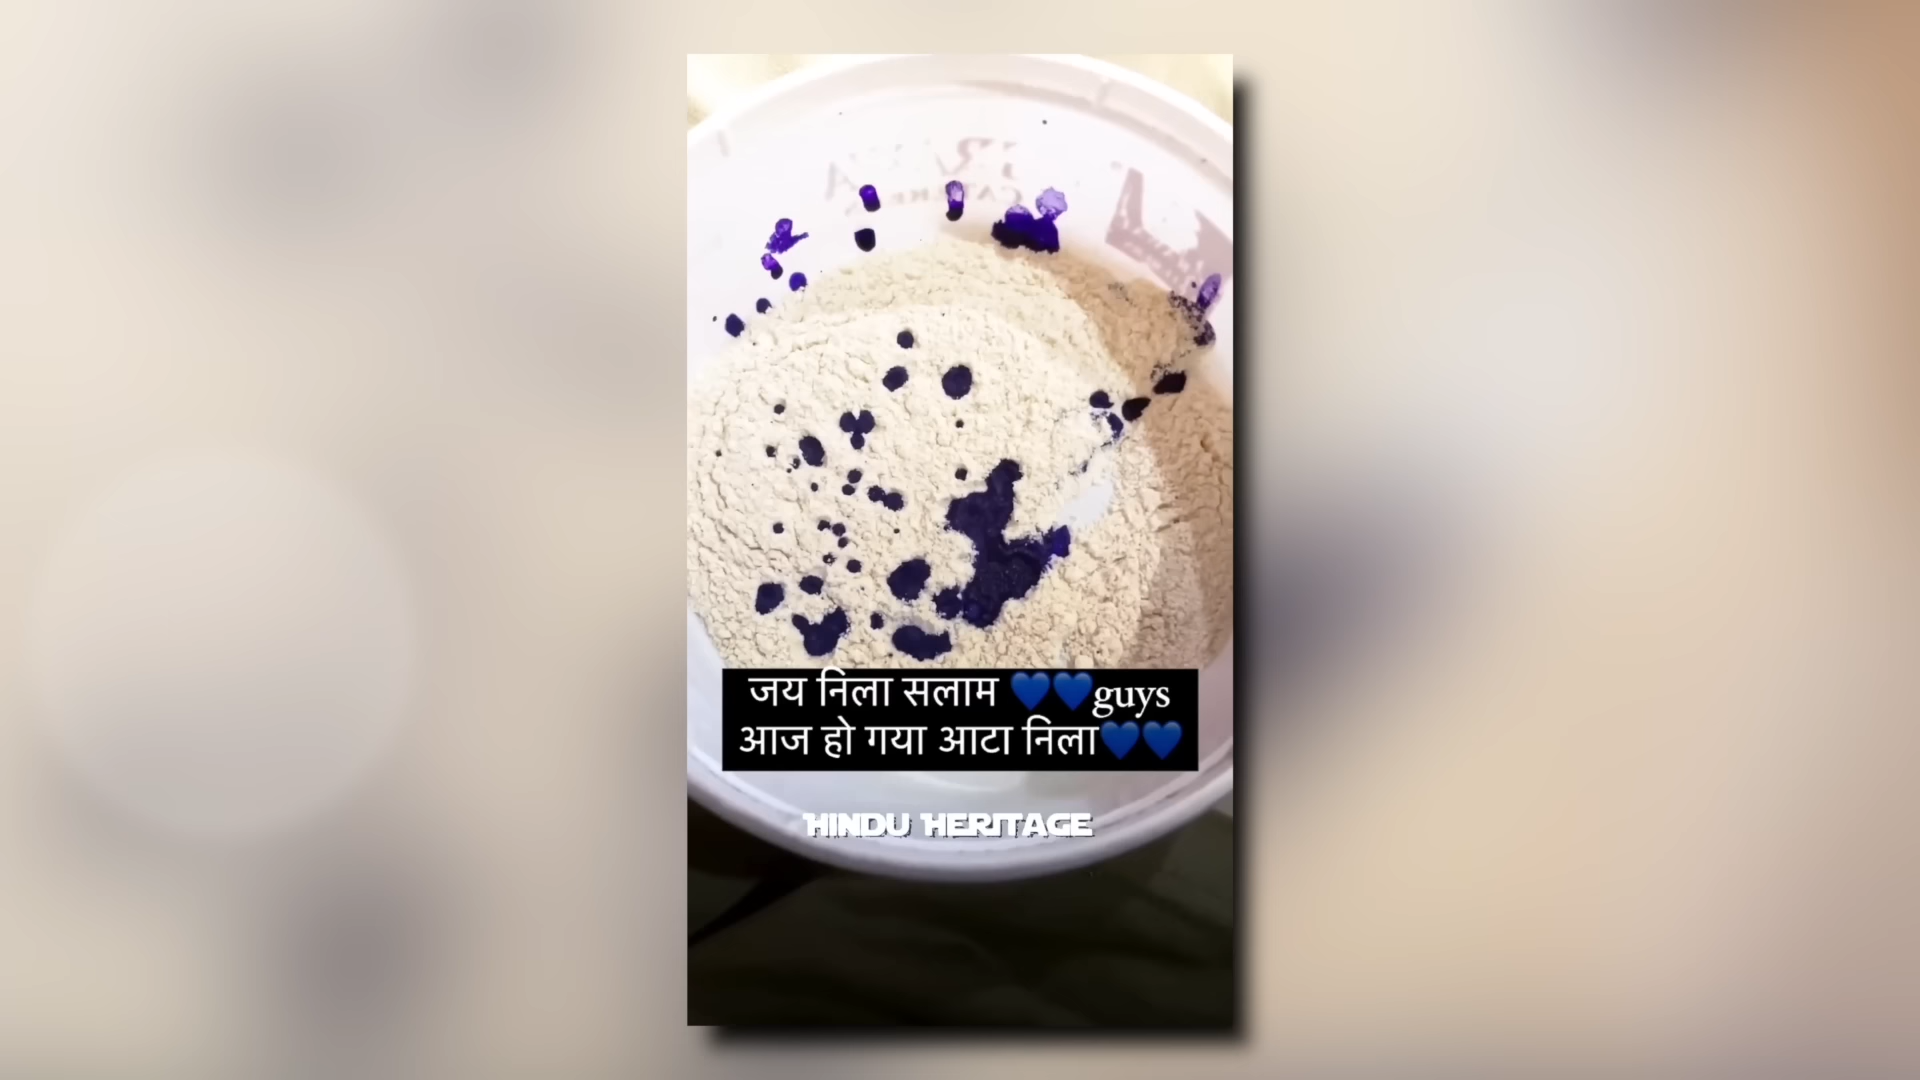 जय निला सलाम 💙💙guys
आज हो गया आटा निला💙💙
HINDU HERITAGE